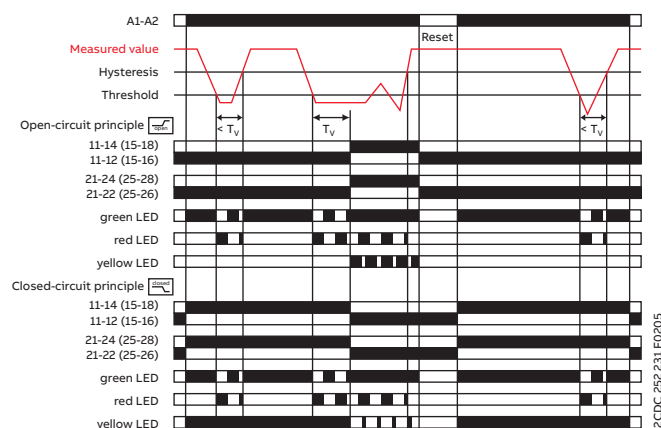 A1-A2
Reset
Measured value
Hysteresis
Threshold
Open-circuit principle open
< Tv Tv < Tv
11-14 (15-18)
11-12 (15-16)
21-24 (25-28)
21-22 (25-26)
green LED
red LED
yellow LED
Closed-circuit principle closed
11-14 (15-18)
11-12 (15-16)
21-24 (25-28)
21-22 (25-26)
green LED
red LED
yellow LED
2CDC 252 231 F0205